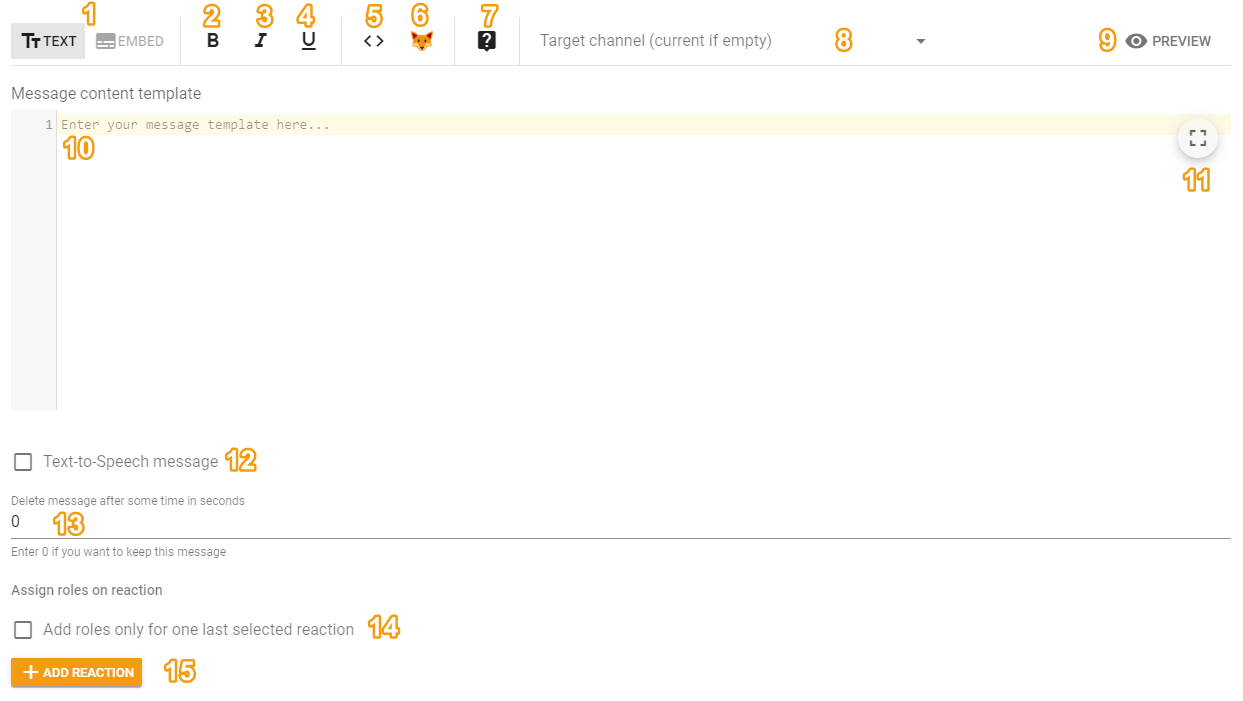 1 2 3 4 5 6 7
TT TEXT EMBED B I U <> ? Target channel (current if empty) 8 9 PREVIEW
Message content template
1 Enter your message template here...
10
11
Text-to-Speech message 12
Delete message after some time in seconds
0 13
Enter 0 if you want to keep this message
Assign roles on reaction
Add roles only for one last selected reaction 14
+ ADD REACTION 15